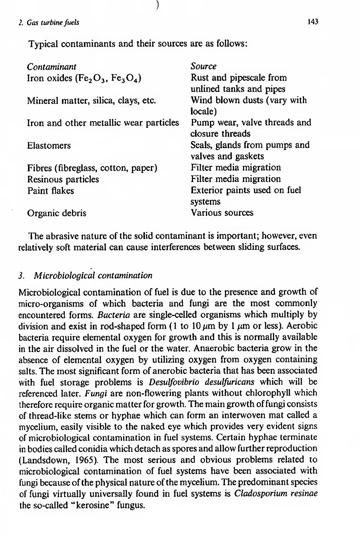 2. Gas turbine fuels 143
Typical contaminants and their sources are as follows:
Contaminant Source
Iron oxides (Fe₂O₃, Fe₃O₄) Rust and pipescale from
unlined tanks and pipes
Mineral matter, silica, clays, etc. Wind blown dusts (vary with
locale)
Iron and other metallic wear particles Pump wear, valve threads and
closure threads
Elastomers Seals, glands from pumps and
valves and gaskets
Fibres (fibreglass, cotton, paper) Filter media migration
Resinous particles Filter media migration
Paint flakes Exterior paints used on fuel
systems
Organic debris Various sources
The abrasive nature of the solid contaminant is important; however, even
relatively soft material can cause interferences between sliding surfaces.
3. Microbiological contamination
Microbiological contamination of fuel is due to the presence and growth of
micro-organisms of which bacteria and fungi are the most commonly
encountered forms. Bacteria are single-celled organisms which multiply by
division and exist in rod-shaped form (1 to 10 μm by 1 μm or less). Aerobic
bacteria require elemental oxygen for growth and this is normally available
in the air dissolved in the fuel or the water. Anaerobic bacteria grow in the
absence of elemental oxygen by utilizing oxygen from oxygen containing
salts. The most significant form of anerobic bacteria that has been associated
with fuel storage problems is Desulfovibrio desulfuricans which will be
referenced later. Fungi are non-flowering plants without chlorophyll which
therefore require organic matter for growth. The main growth of fungi consists
of thread-like stems or hyphae which can form an interwoven mat called a
mycelium, easily visible to the naked eye which provides very evident signs
of microbiological contamination in fuel systems. Certain hyphae terminate
in bodies called conidia which detach as spores and allow further reproduction
(Landsdown, 1965). The most serious and obvious problems related to
microbiological contamination of fuel systems have been associated with
fungi because of the physical nature of the mycelium. The predominant species
of fungi virtually universally found in fuel systems is Cladosporium resinae
the so-called "kerosine" fungus.